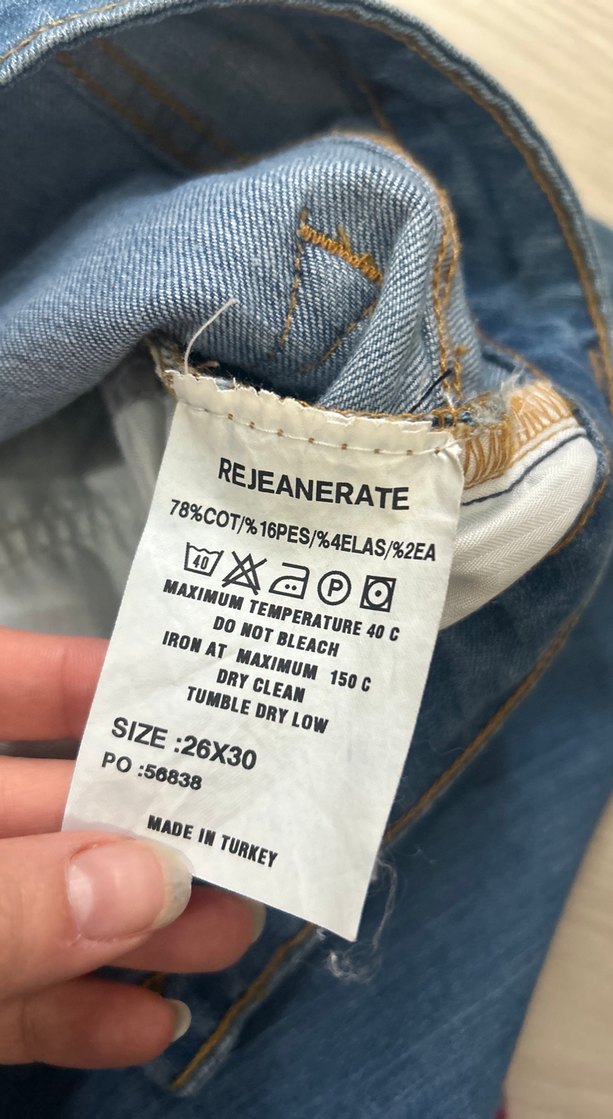 REJEANERATE
78%COT/%16PES/%4ELAS/%2EA
40 P
MAXIMUM TEMPERATURE 40 C
DO NOT BLEACH
IRON AT MAXIMUM 150 C
DRY CLEAN
TUMBLE DRY LOW
SIZE :26X30
PO :56838
MADE IN TURKEY